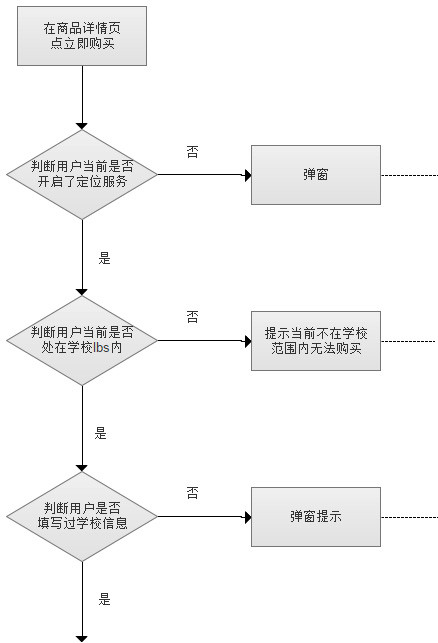 在商品详情页
点立即购买
判断用户当前是否
开启了定位服务
否
弹窗
是
判断用户当前是否
处在学校lbs内
否
提示当前不在学校
范围内无法购买
是
判断用户是否
填写过学校信息
否
弹窗提示
是